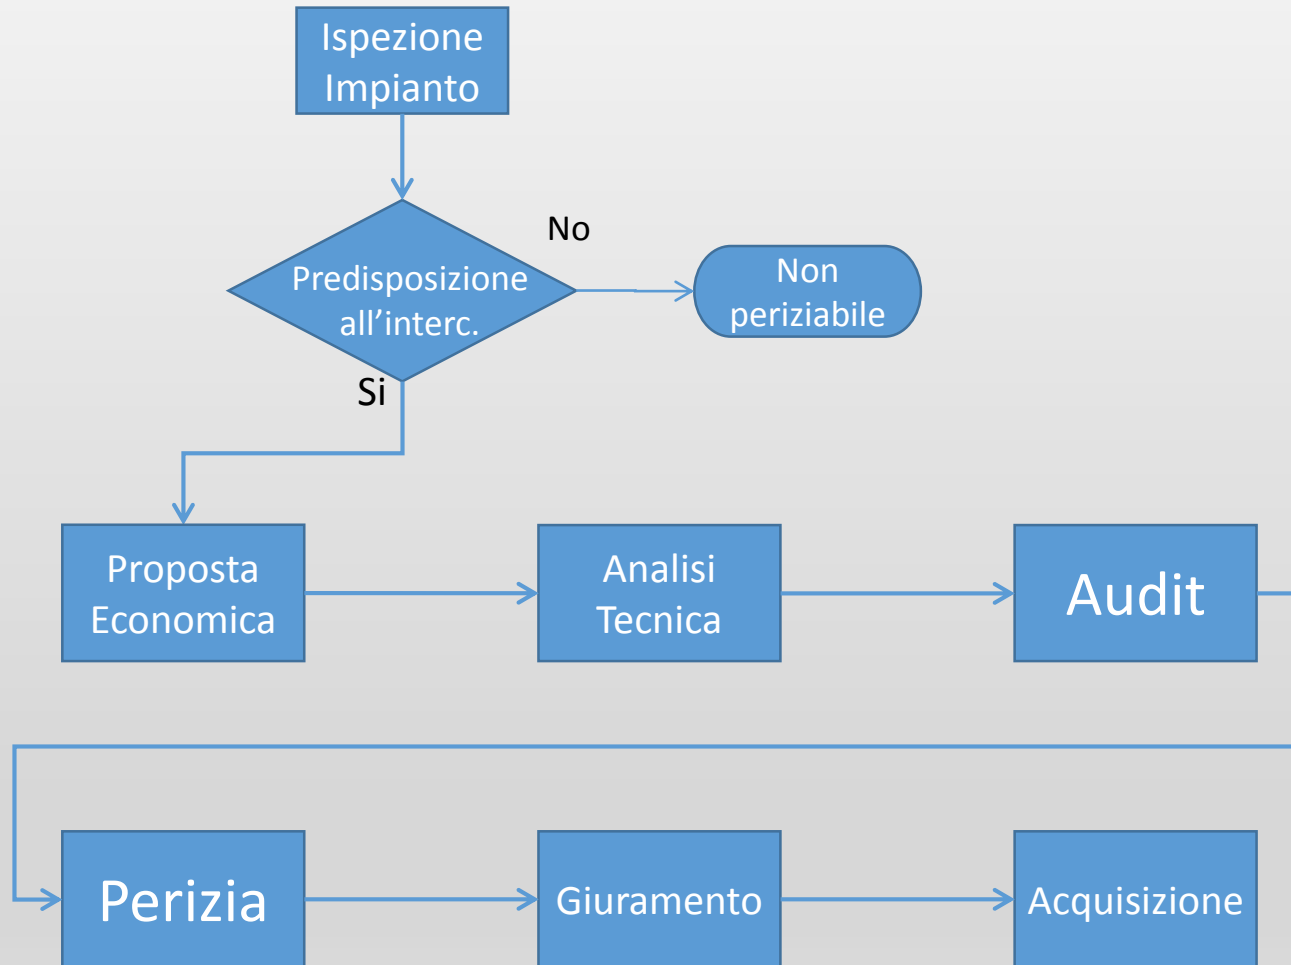 Ispezione
Impianto
No
Predisposizione
all’interc.
Non
periziabile
Si
Proposta
Economica
Analisi
Tecnica
Audit
Perizia
Giuramento
Acquisizione